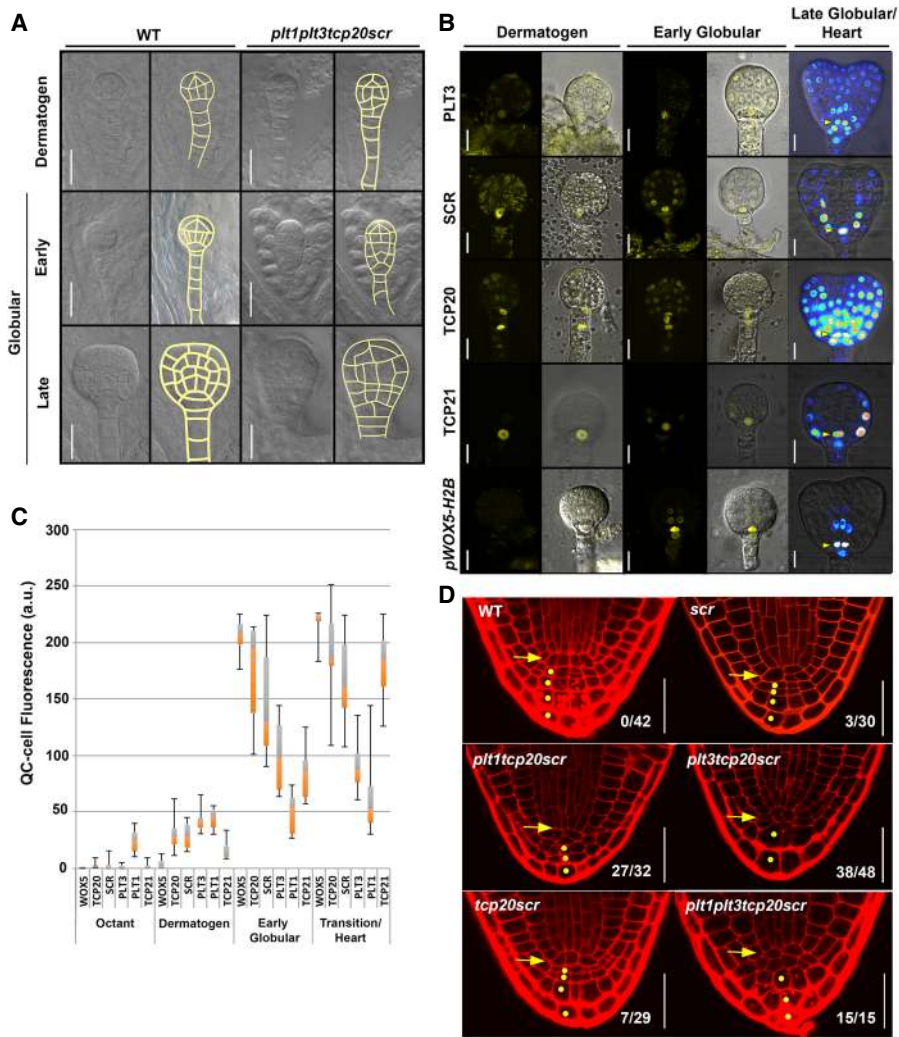 A
WT
plt1plt3tcp20scr
Dermatogen
Globular
Early
Late
B
Dermatogen
Early Globular
Late Globular/
Heart
PLT3
SCR
TCP20
TCP21
pWOX5-H2B
C
QC-cell Fluorescence (a.u.)
300
250
200
150
100
50
0
WOX5
TCP20
SCR
PLT3
PLT1
TCP21
WOX5
TCP20
SCR
PLT3
PLT1
TCP21
WOX5
TCP20
SCR
PLT3
PLT1
TCP21
WOX5
TCP20
SCR
PLT3
PLT1
TCP21
Octant
Dermatogen
Early
Globular
Transition/
Heart
D
WT
0/42
scr
3/30
plt1tcp20scr
27/32
plt3tcp20scr
38/48
tcp20scr
7/29
plt1plt3tcp20scr
15/15